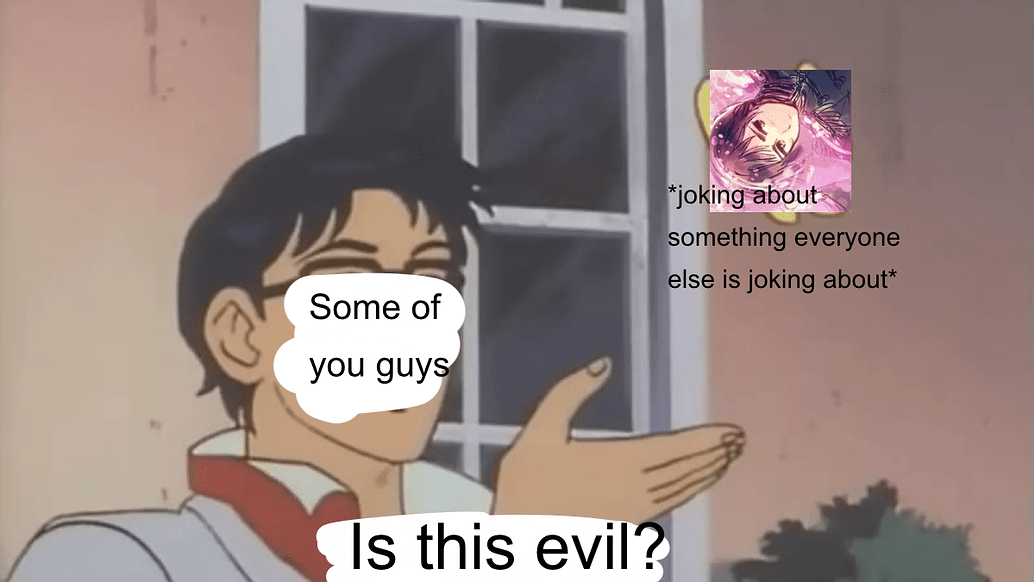 *joking about
something everyone
else is joking about*
Some of
you guys
Is this evil?